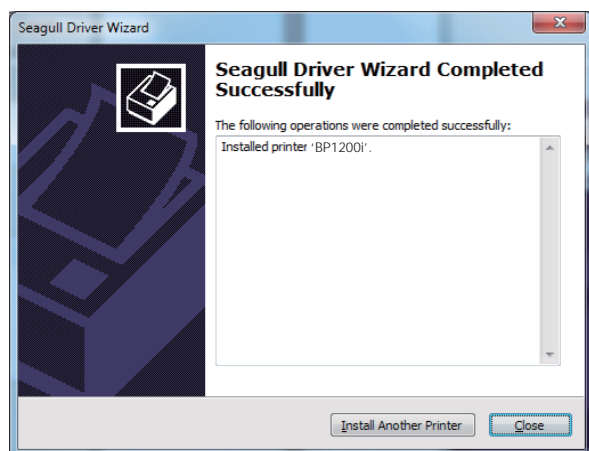 Seagull Driver Wizard
Seagull Driver Wizard Completed
Successfully
The following operations were completed successfully:
Installed printer ‘BP1200i’.
Install Another Printer
Close